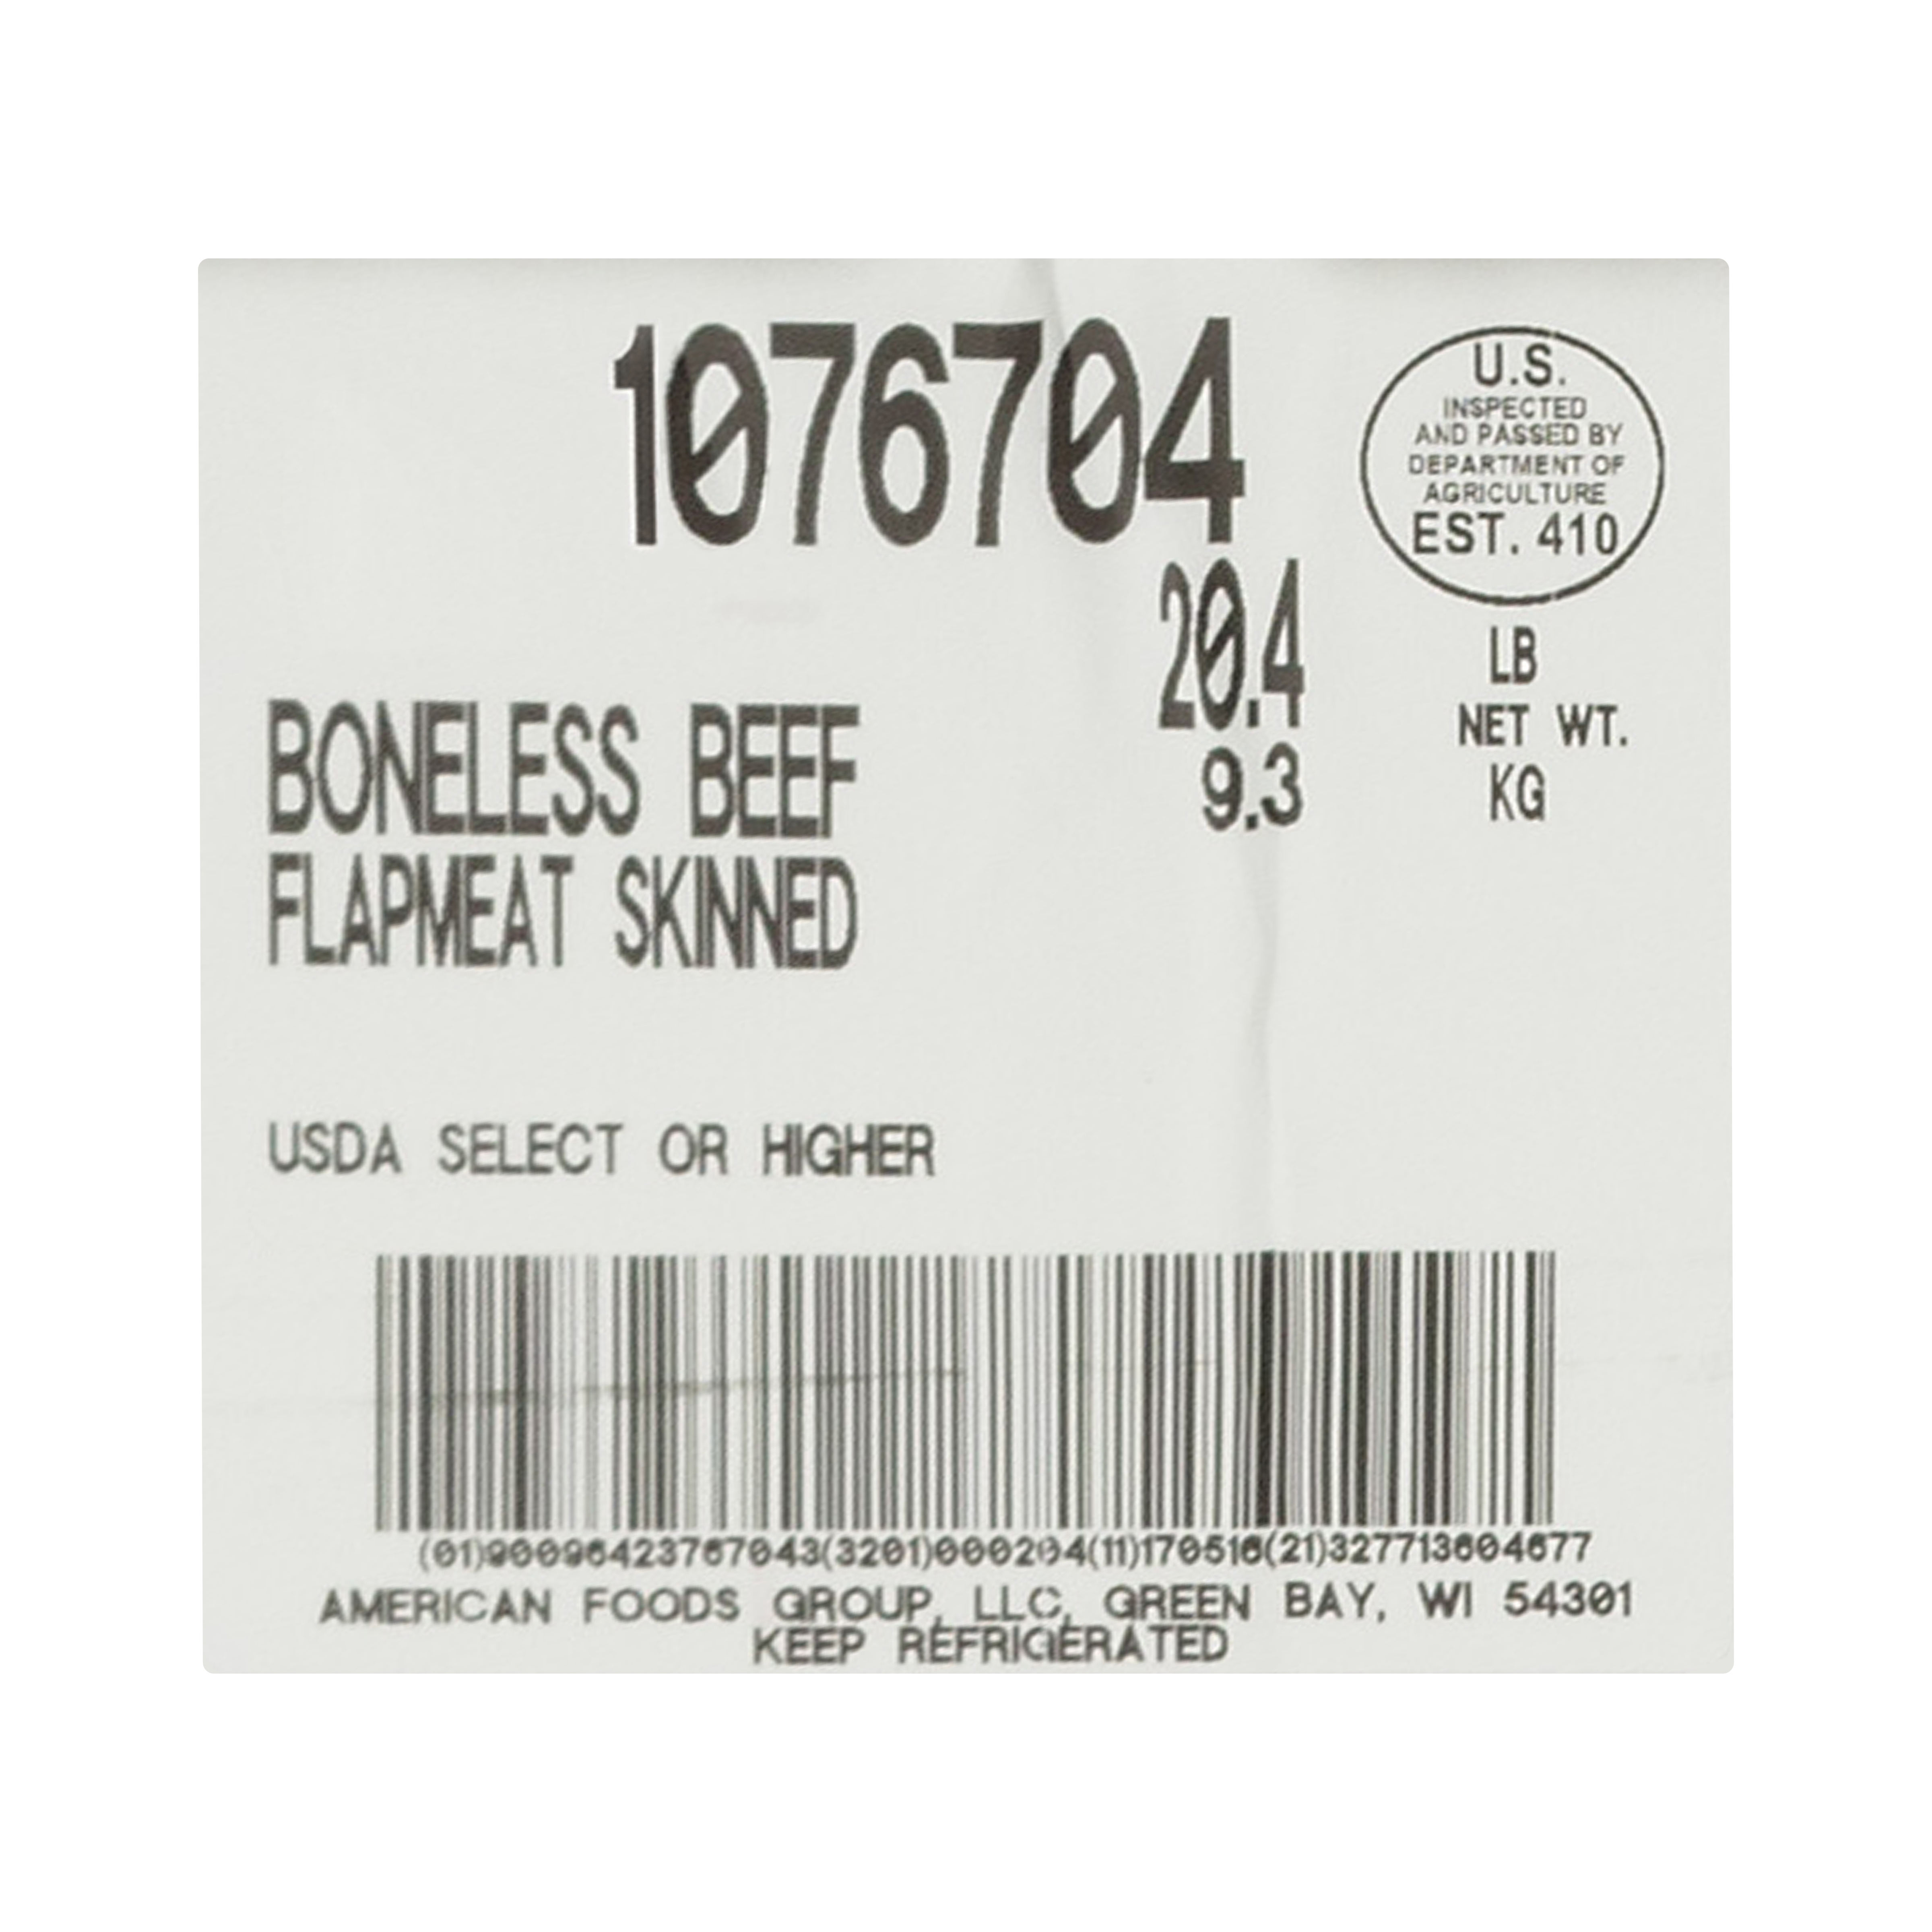 1076704
U.S.
INSPECTED
AND PASSED BY
DEPARTMENT OF
AGRICULTURE
EST. 410
20.4 LB
NET WT.
9.3 KG
BONELESS BEEF
FLAPMEAT SKINNED
USDA SELECT OR HIGHER
(01)90096423767043(3201)000204(11)170516(21)327713604677
AMERICAN FOODS GROUP, LLC, GREEN BAY, WI 54301
KEEP REFRIGERATED